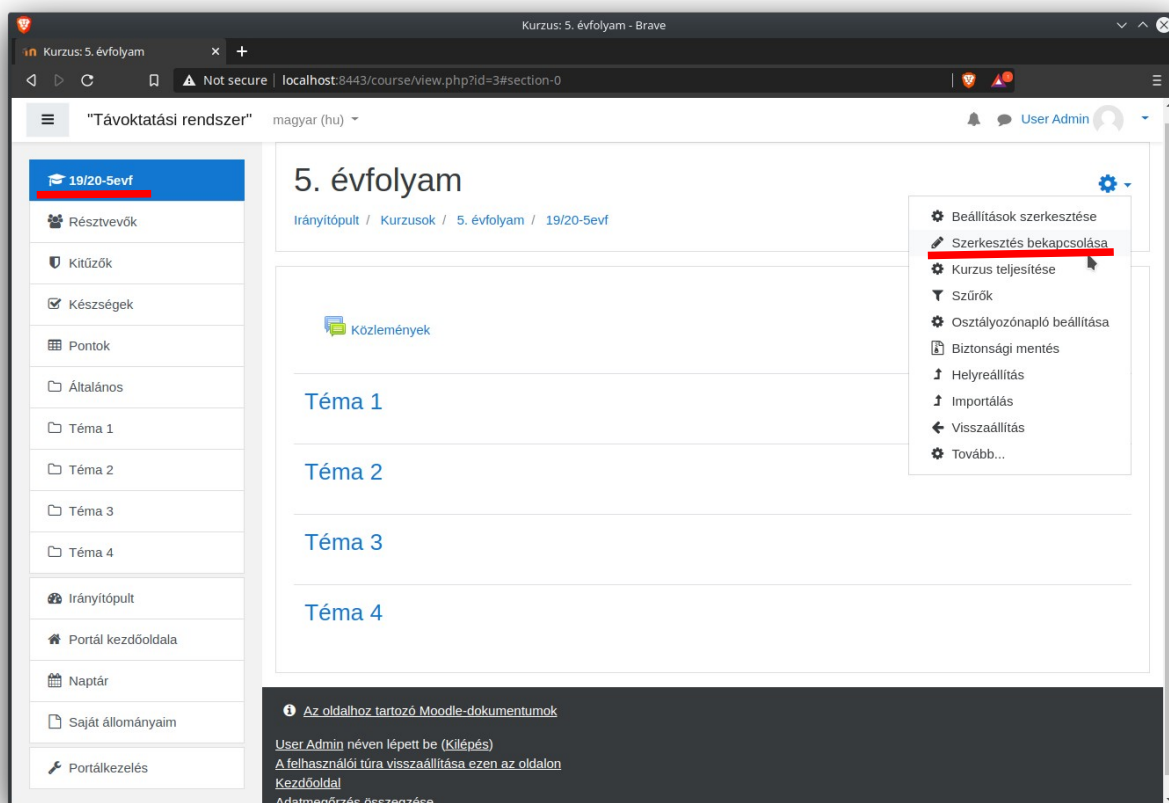 Kurzus: 5. évfolyam - Brave
Kurzus: 5. évfolyam
Not secure | localhost:8443/course/view.php?id=3#section-0
"Távoktatási rendszer" magyar (hu) User Admin
19/20-5evf
Résztvevők
Kitűzők
Készségek
Pontok
Általános
Téma 1
Téma 2
Téma 3
Téma 4
Irányítópult
Portál kezdőoldala
Naptár
Saját állományaim
Portálkezelés
5. évfolyam
Irányítópult / Kurzusok / 5. évfolyam / 19/20-5evf
Beállítások szerkesztése
Szerkesztés bekapcsolása
Kurzus teljesítése
Szűrők
Osztályozónapló beállítása
Biztonsági mentés
Helyreállítás
Importálás
Visszaállítás
Tovább...
Közlemények
Téma 1
Téma 2
Téma 3
Téma 4
Az oldalhoz tartozó Moodle-dokumentumok
User Admin néven lépett be (Kilépés)
A felhasználói túra visszaállítása ezen az oldalon
Kezdőoldal
Adatmegőrzés összegzése